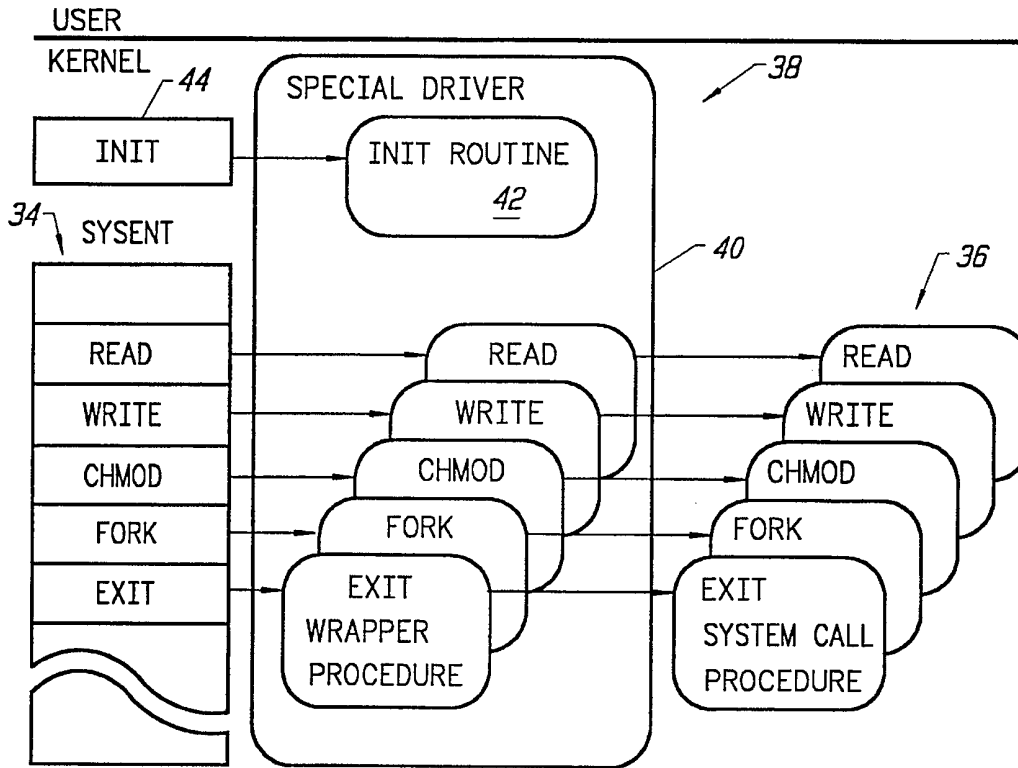 USER
KERNEL
44
38
SPECIAL DRIVER
INIT
INIT ROUTINE
42
34
SYSENT
40
36
READ
READ
READ
WRITE
WRITE
WRITE
CHMOD
CHMOD
CHMOD
FORK
FORK
FORK
EXIT
EXIT
WRAPPER
PROCEDURE
EXIT
SYSTEM CALL
PROCEDURE